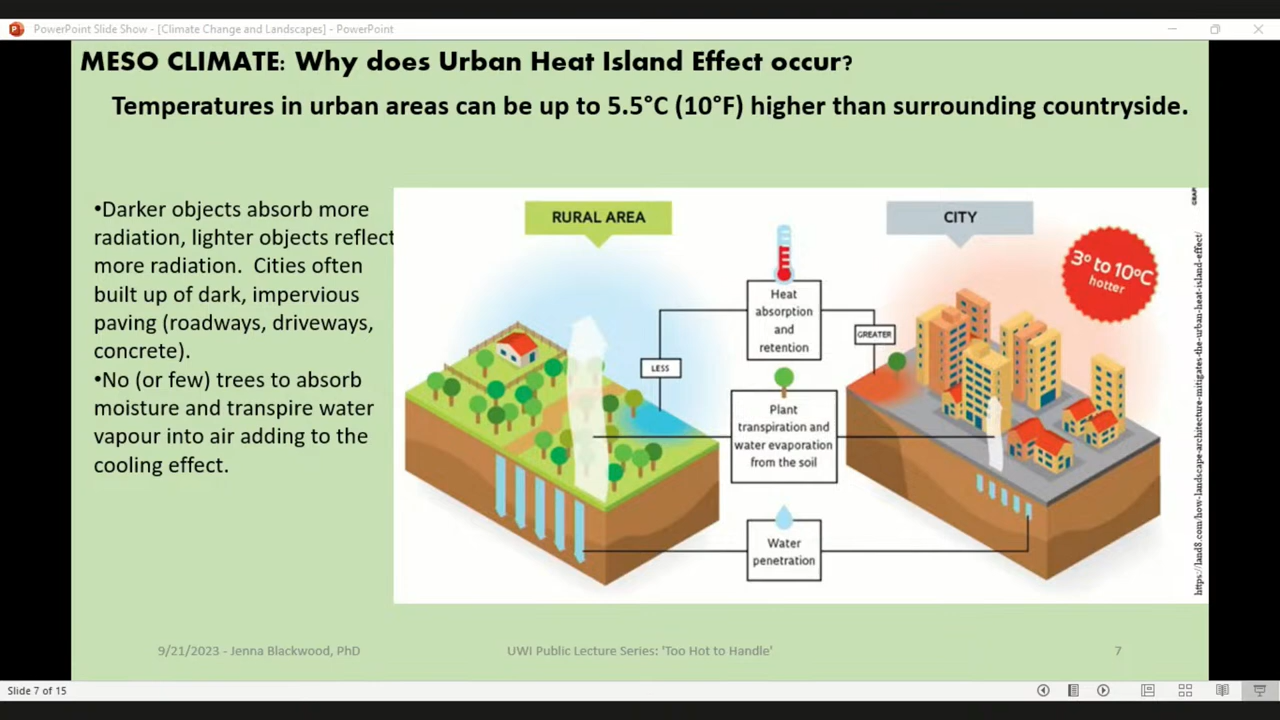 PowerPoint Slide Show - [Climate Change and Landscapes] - PowerPoint
MESO CLIMATE: Why does Urban Heat Island Effect occur?
Temperatures in urban areas can be up to 5.5°C (10°F) higher than surrounding countryside.
•Darker objects absorb more
radiation, lighter objects reflect
more radiation. Cities often
built up of dark, impervious
paving (roadways, driveways,
concrete).
•No (or few) trees to absorb
moisture and transpire water
vapour into air adding to the
cooling effect.
RURAL AREA
CITY
3° to 10°C
hotter
Heat
absorption
and
retention
LESS
GREATER
Plant
transpiration and
water evaporation
from the soil
Water
penetration
https://land8.com/how-landscape-architecture-mitigates-the-urban-heat-island-effect/
9/21/2023 - Jenna Blackwood, PhD
UWI Public Lecture Series: 'Too Hot to Handle'
7
Slide 7 of 15